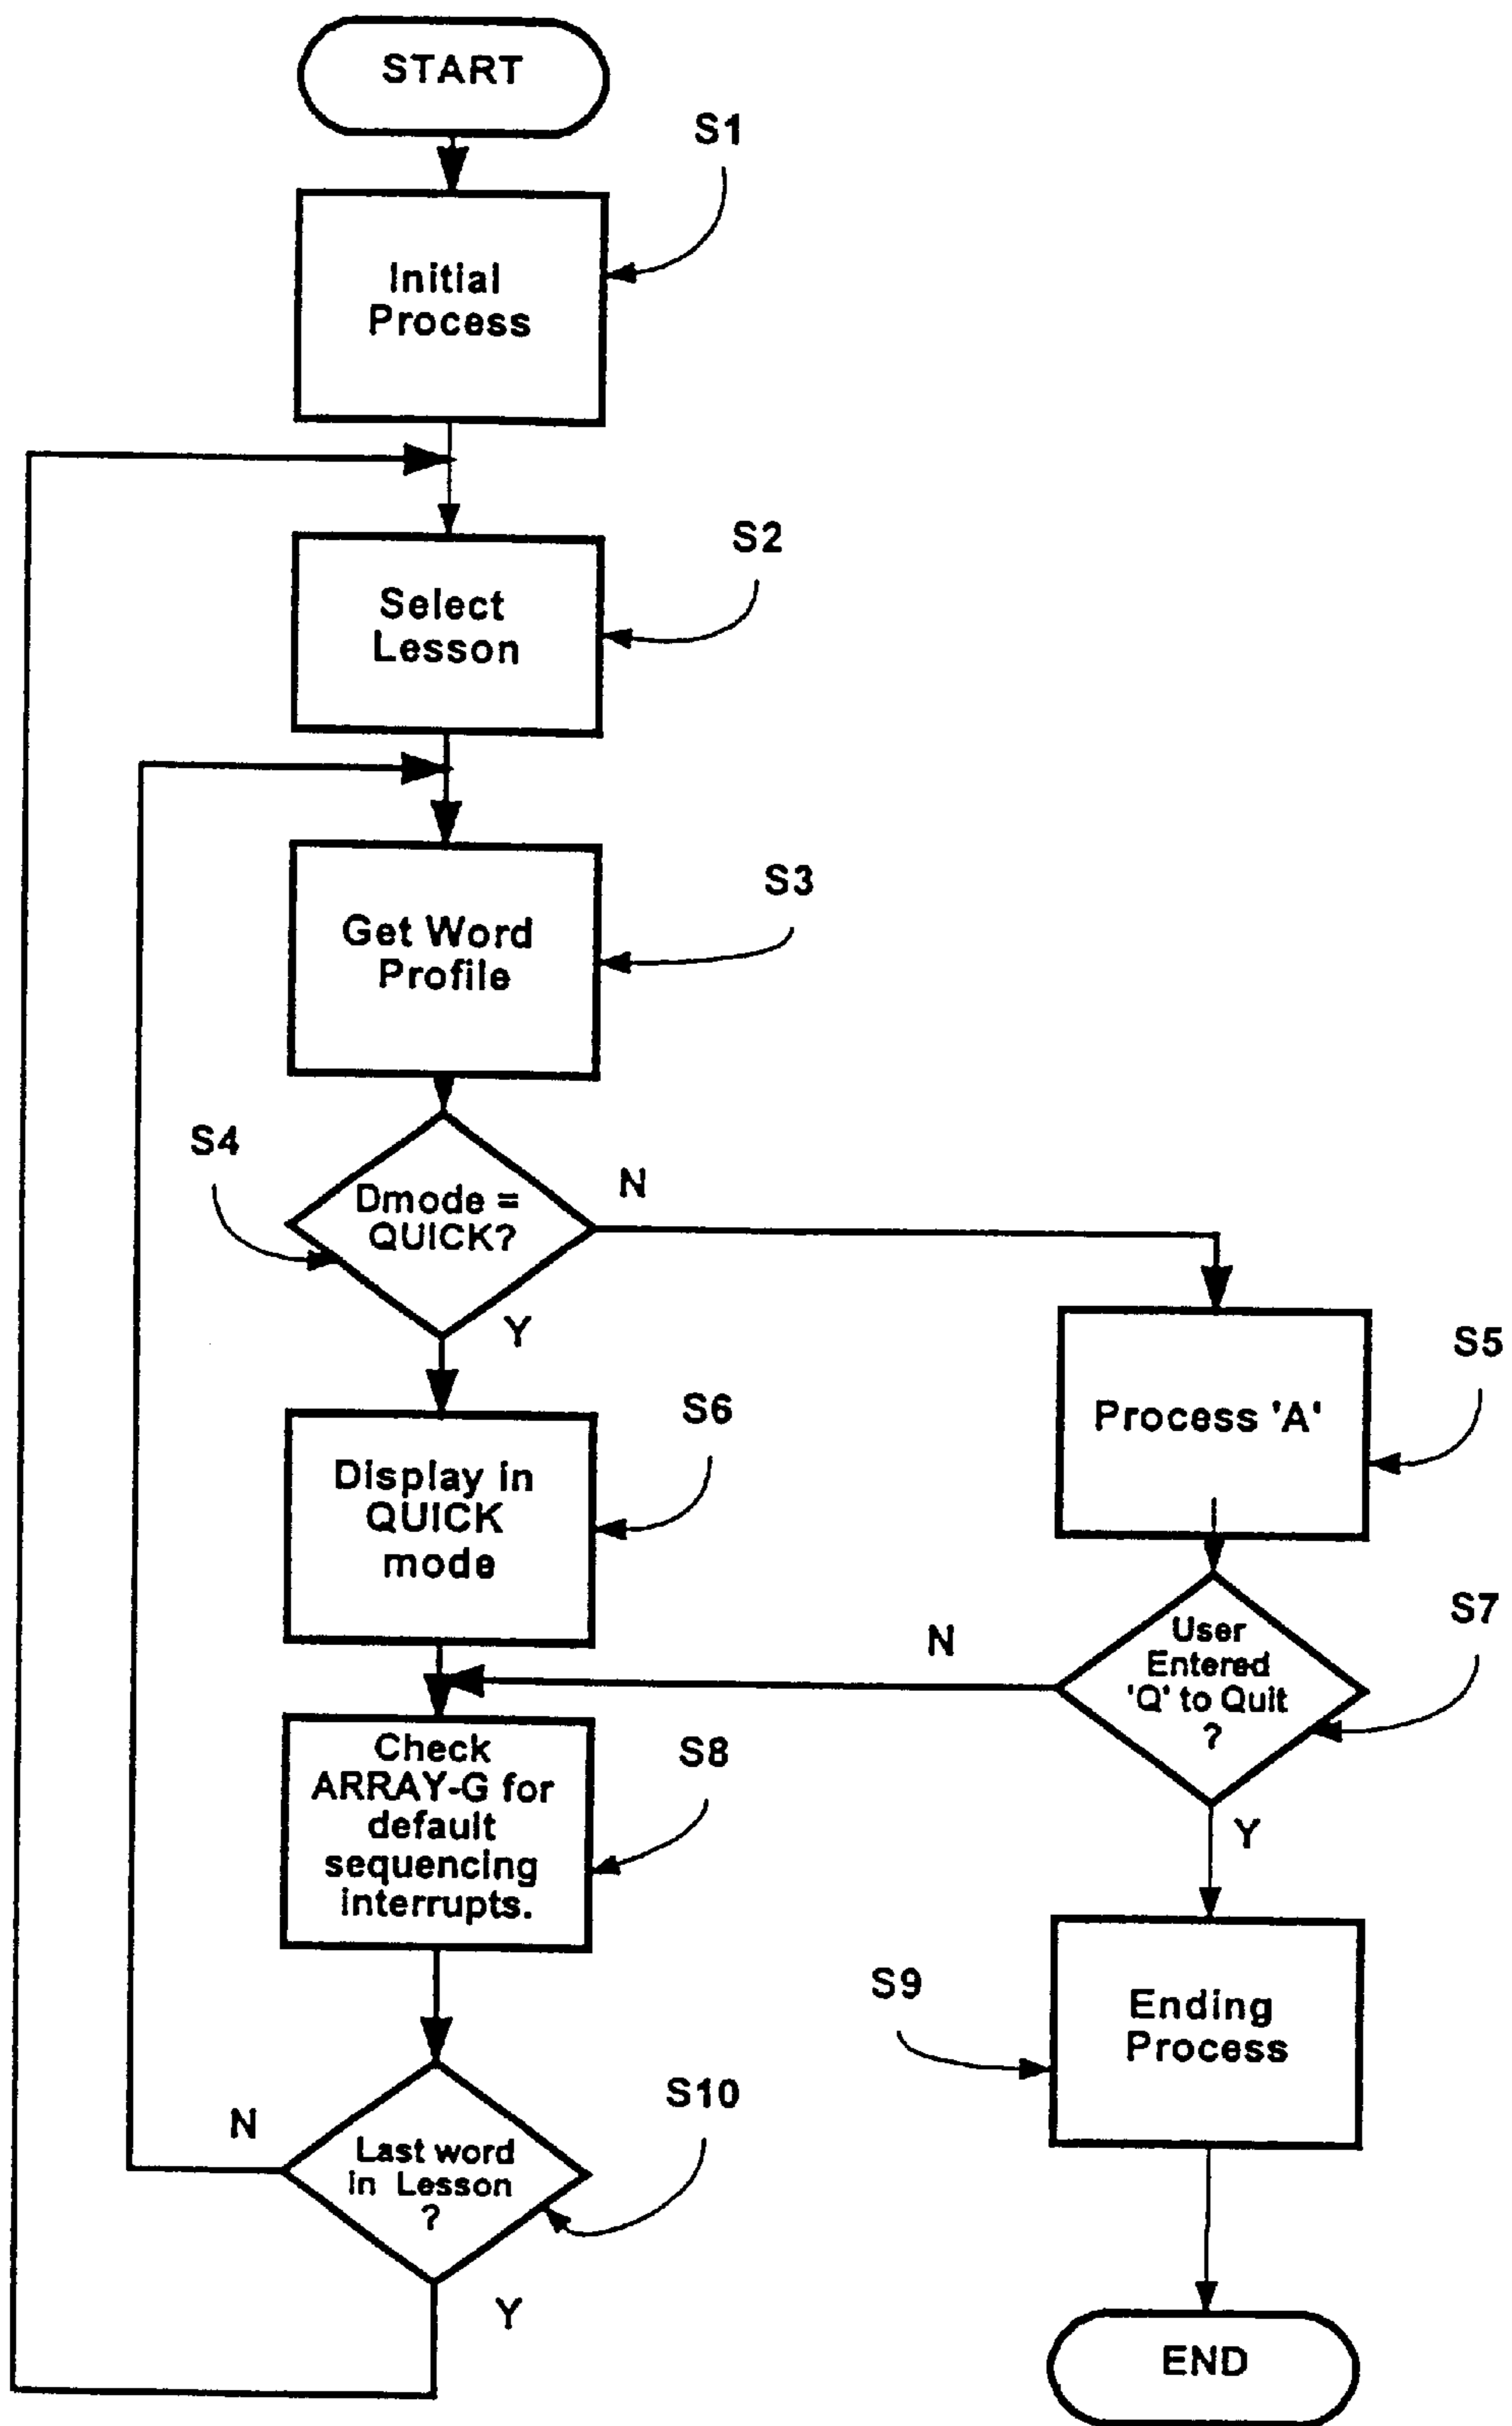 START
S1
Initial
Process
S2
Select
Lesson
S3
Get Word
Profile
S4
Dmode =
QUICK?
N
Y
S5
Process 'A'
S6
Display in
QUICK
mode
S7
User
Entered
'Q' to Quit
?
N
Y
S8
Check
ARRAY-G for
default
sequencing
interrupts.
S9
Ending
Process
S10
Last word
in Lesson
?
N
Y
END